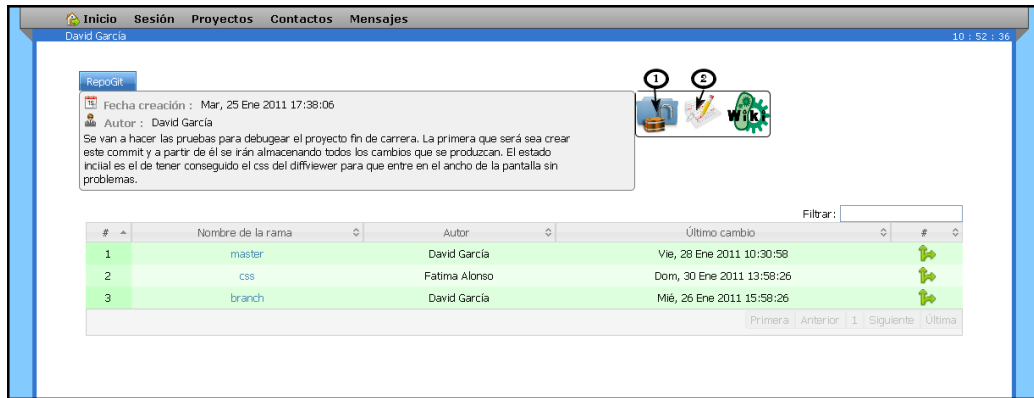 Inicio Sesión Proyectos Contactos Mensajes
David García 10 : 52 : 36
RepoGit
1 2
Fecha creación : Mar, 25 Ene 2011 17:38:06
Wiki
Autor : David García
Se van a hacer las pruebas para debugear el proyecto fin de carrera. La primera que será sea crear
este commit y a partir de él se irán almacenando todos los cambios que se produzcan. El estado
inciial es el de tener conseguido el css del diffviewer para que entre en el ancho de la pantalla sin
problemas.
Filtrar:
# Nombre de la rama Autor Último cambio #
1 master David García Vie, 28 Ene 2011 10:30:58
2 css Fatima Alonso Dom, 30 Ene 2011 13:58:26
3 branch David García Mié, 26 Ene 2011 15:58:26
Primera Anterior 1 Siguiente Última